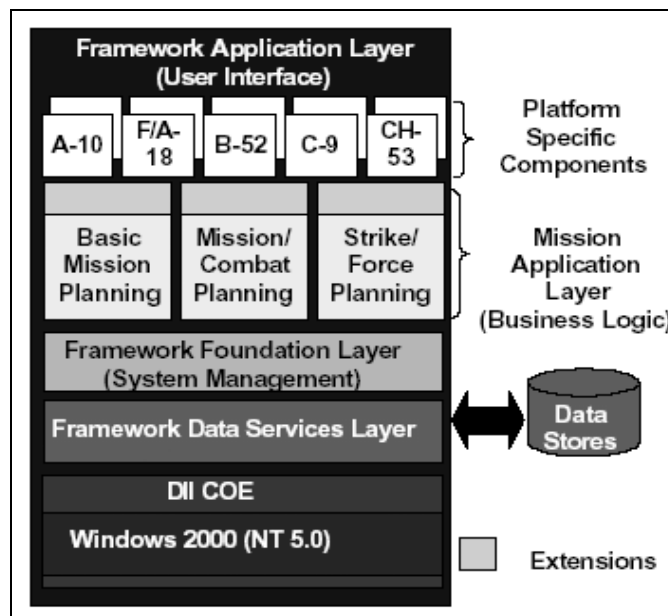 Framework Application Layer
(User Interface)
A-10
F/A-
18
B-52
C-9
CH-
53
Platform
Specific
Components
Basic
Mission
Planning
Mission/
Combat
Planning
Strike/
Force
Planning
Mission
Application
Layer
(Business Logic)
Framework Foundation Layer
(System Management)
Framework Data Services Layer
Data
Stores
DII COE
Windows 2000 (NT 5.0)
Extensions